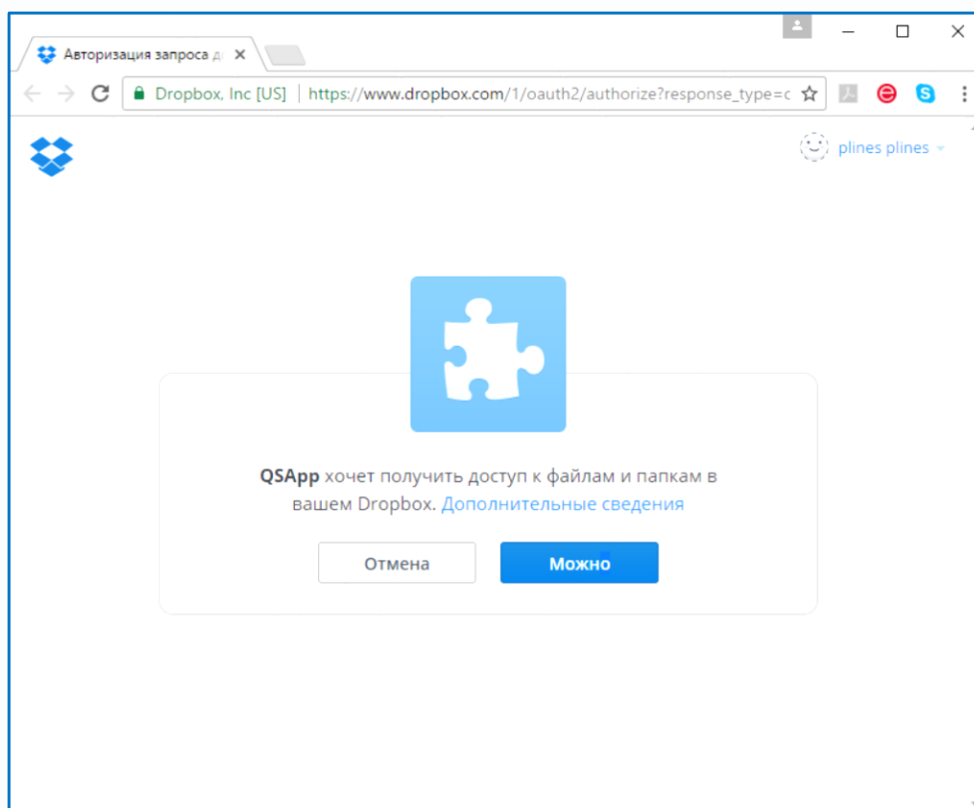 Авторизация запроса д
Dropbox, Inc [US] | https://www.dropbox.com/1/oauth2/authorize?response_type=c
plines plines
QSApp хочет получить доступ к файлам и папкам в
вашем Dropbox. Дополнительные сведения
Отмена Можно